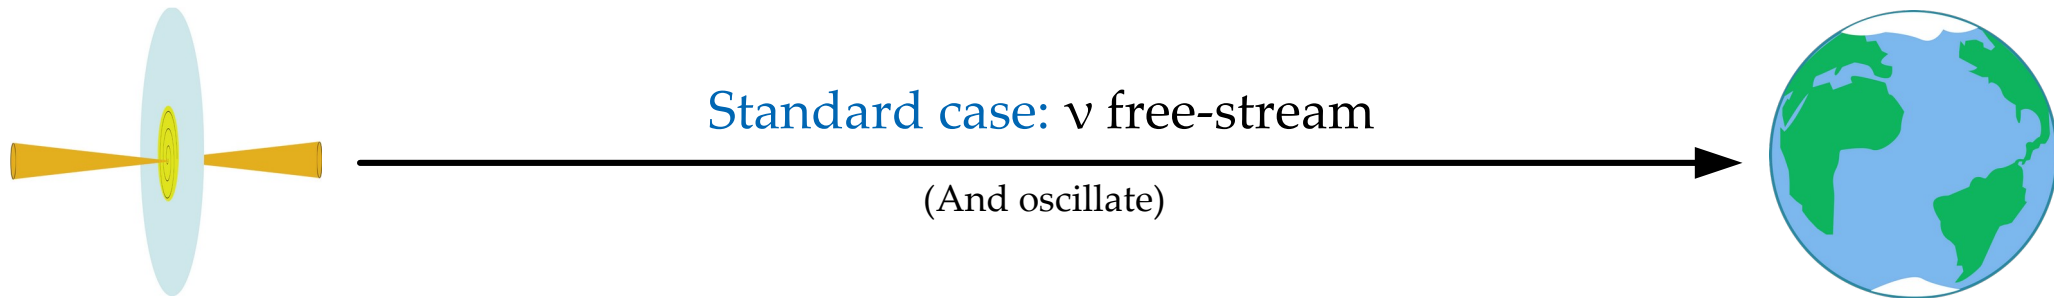 Standard case: ν free-stream
(And oscillate)